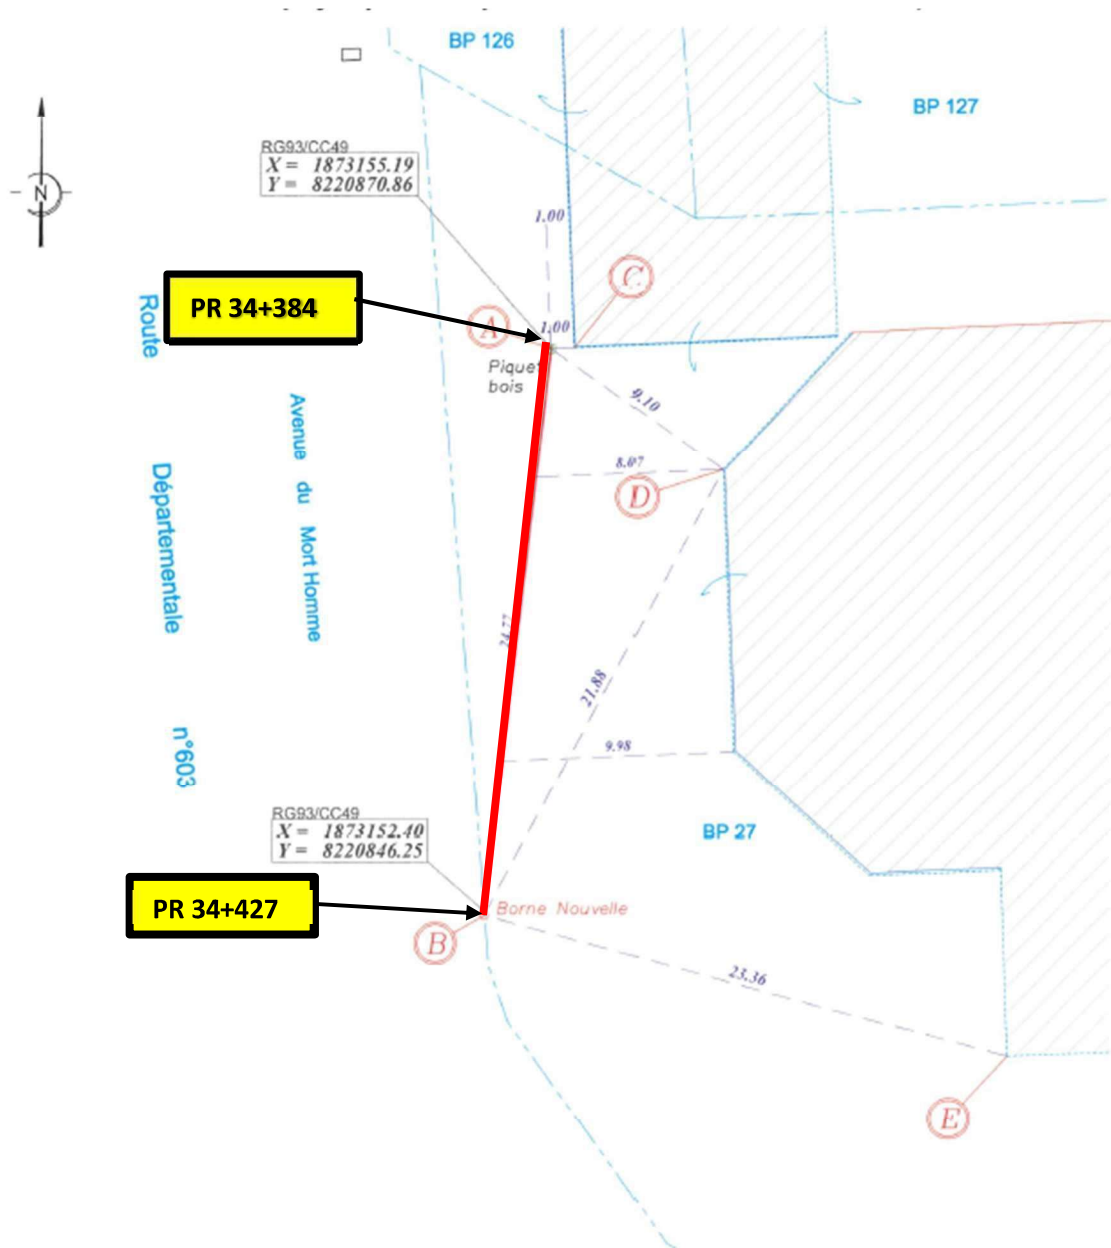 BP 126
BP 127
RG93/CC49
X = 1873155.19
Y = 8220870.86
N
1.00
C
PR 34+384
A
1.00
Piquet
bois
Route
Départementale
n°603
Avenue du Mort Homme
9.10
8.07
D
24.77
21.88
9.98
RG93/CC49
X = 1873152.40
Y = 8220846.25
BP 27
PR 34+427
Borne Nouvelle
B
23.36
E